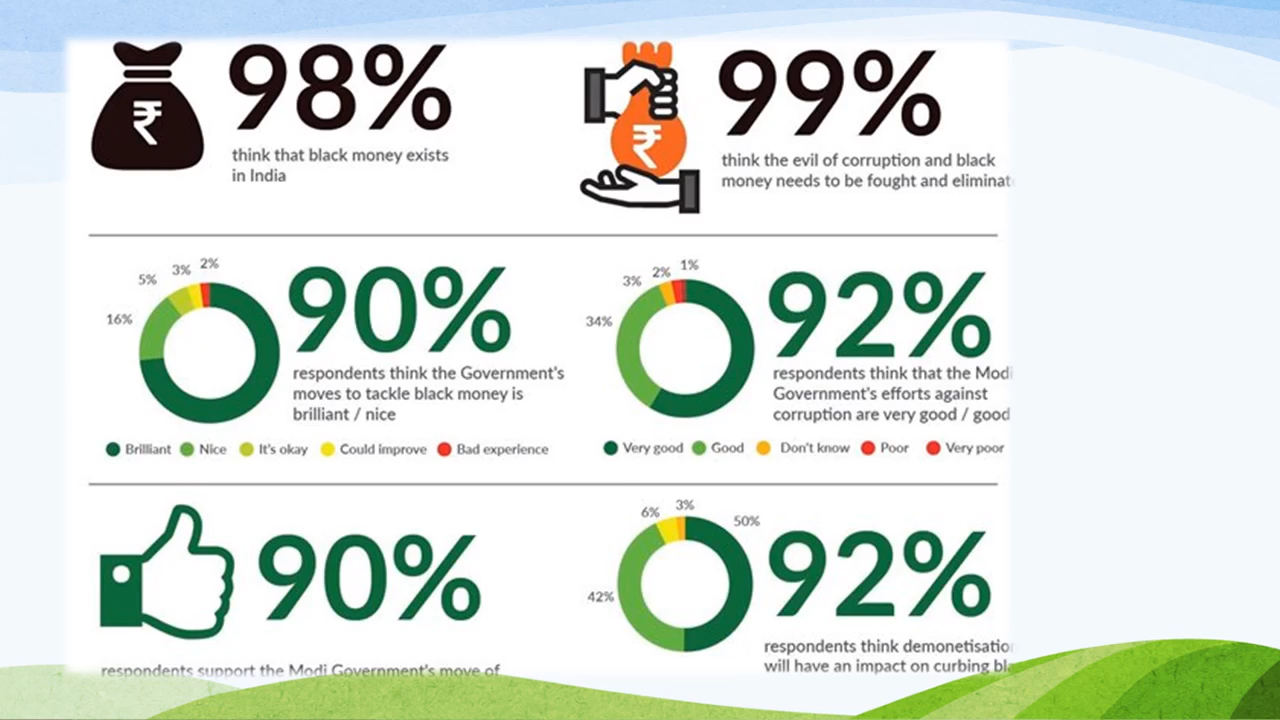 ₹
98%
think that black money exists
in India
₹
99%
think the evil of corruption and black
money needs to be fought and eliminat
5%
3%
2%
16%
90%
respondents think the Government's
moves to tackle black money is
brilliant / nice
Brilliant Nice It's okay Could improve Bad experience
3%
2%
1%
34%
92%
respondents think that the Modi
Government's efforts against
corruption are very good / good
Very good Good Don't know Poor Very poor
90%
respondents support the Modi Government's move of
6%
3%
50%
42%
92%
respondents think demonetisation
will have an impact on curbing bla